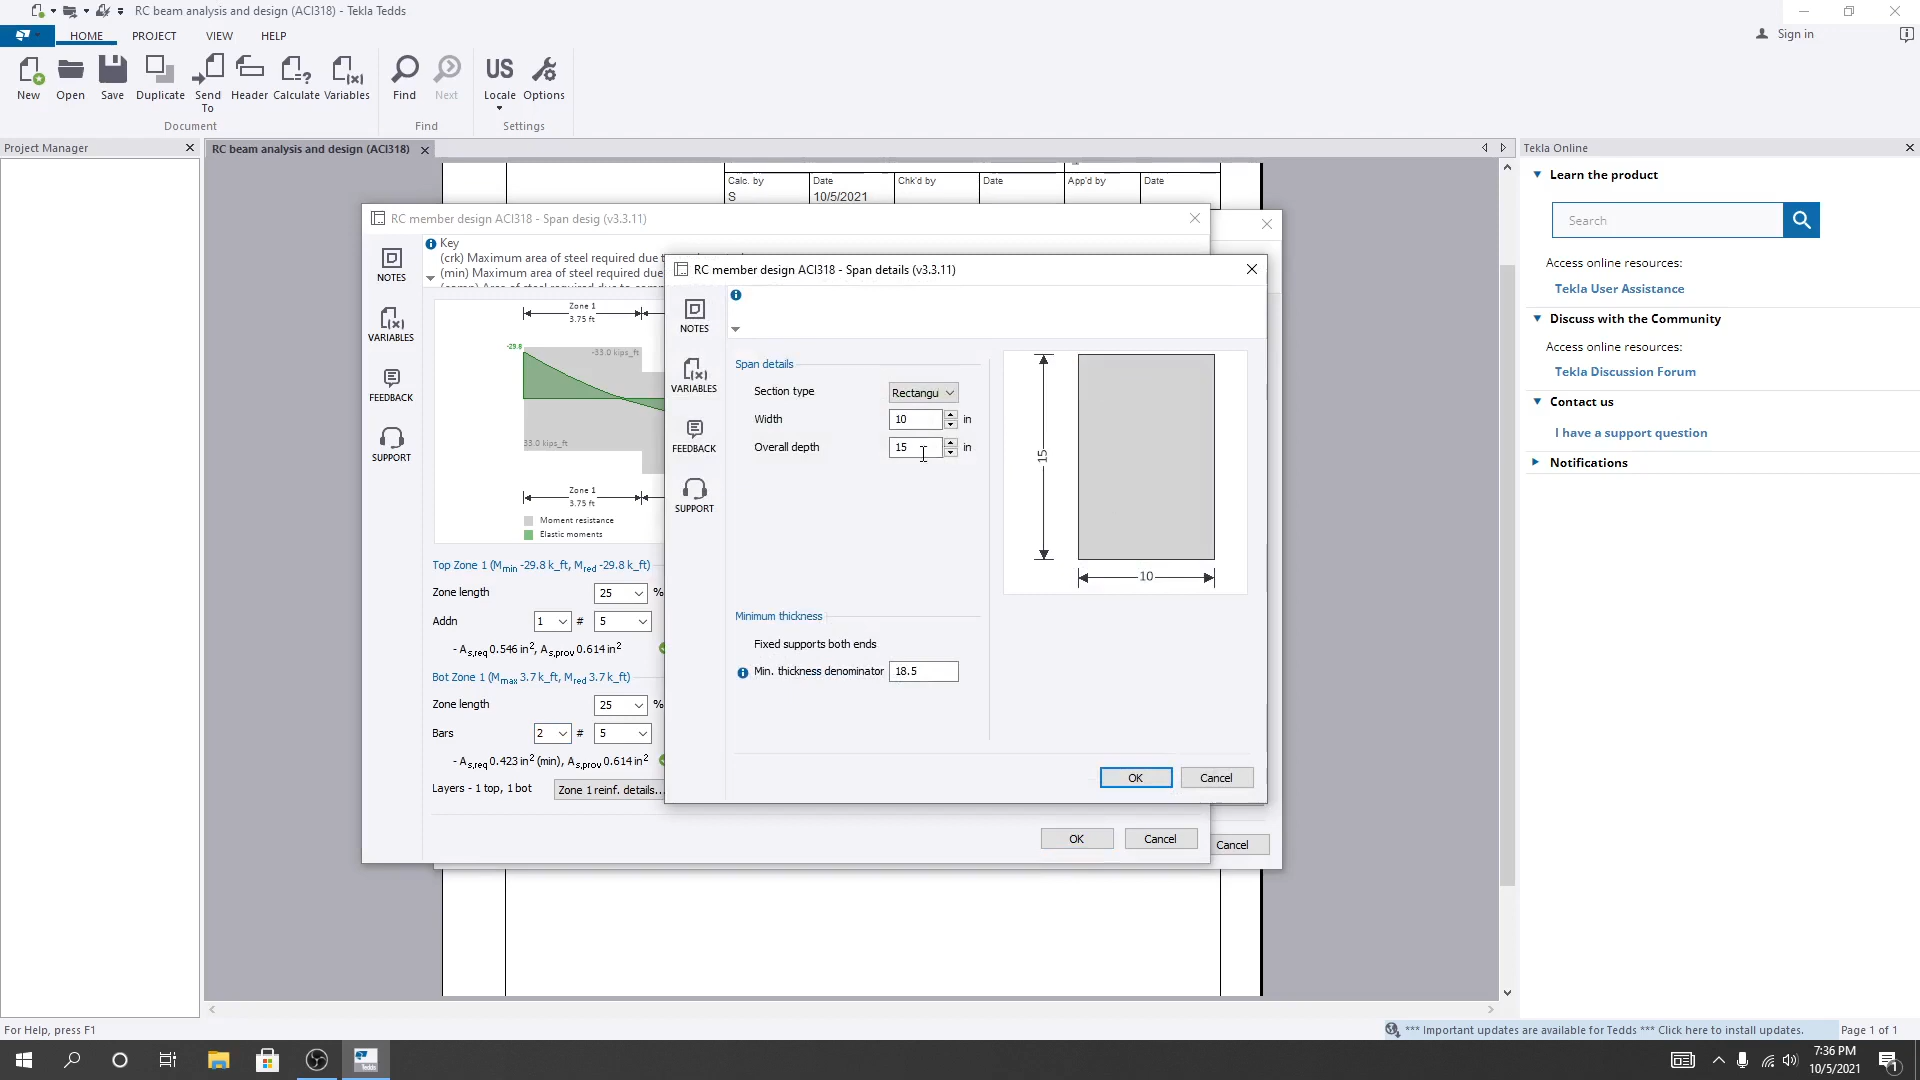 RC beam analysis and design (ACI318) - Tekla Tedds
HOME PROJECT VIEW HELP
Sign in
New Open Save Duplicate Send To Header Calculate Variables Find Next US Locale Options
Document Find Settings
Project Manager
RC beam analysis and design (ACI318)
Tekla Online
Calc. by Date Chk'd by Date App'd by Date
S 10/5/2021
Learn the product
Search
Access online resources:
Tekla User Assistance
Discuss with the Community
Access online resources:
Tekla Discussion Forum
Contact us
I have a support question
Notifications
RC member design ACI318 - Span desig (v3.3.11)
NOTES
VARIABLES
FEEDBACK
SUPPORT
Key
(crk) Maximum area of steel required due
(min) Maximum area of steel required due
Zone 1
3.75 ft
-29.8
-33.0 kips_ft
33.0 kips_ft
Zone 1
3.75 ft
Moment resistance
Elastic moments
Top Zone 1 (Mmin -29.8 k_ft, Mred -29.8 k_ft)
Zone length 25 %
Addn 1 # 5
- As,req 0.546 in², As,prov 0.614 in²
Bot Zone 1 (Mmax 3.7 k_ft, Mred 3.7 k_ft)
Zone length 25 %
Bars 2 # 5
- As,req 0.423 in² (min), As,prov 0.614 in²
Layers - 1 top, 1 bot Zone 1 reinf. details...
OK Cancel
Cancel
RC member design ACI318 - Span details (v3.3.11)
NOTES
VARIABLES
FEEDBACK
SUPPORT
Span details
Section type Rectangu
Width 10 in
Overall depth 15 in
15
10
Minimum thickness
Fixed supports both ends
Min. thickness denominator 18.5
OK Cancel
For Help, press F1
*** Important updates are available for Tedds *** Click here to install updates.
Page 1 of 1
Tedds
7:36 PM
10/5/2021
1